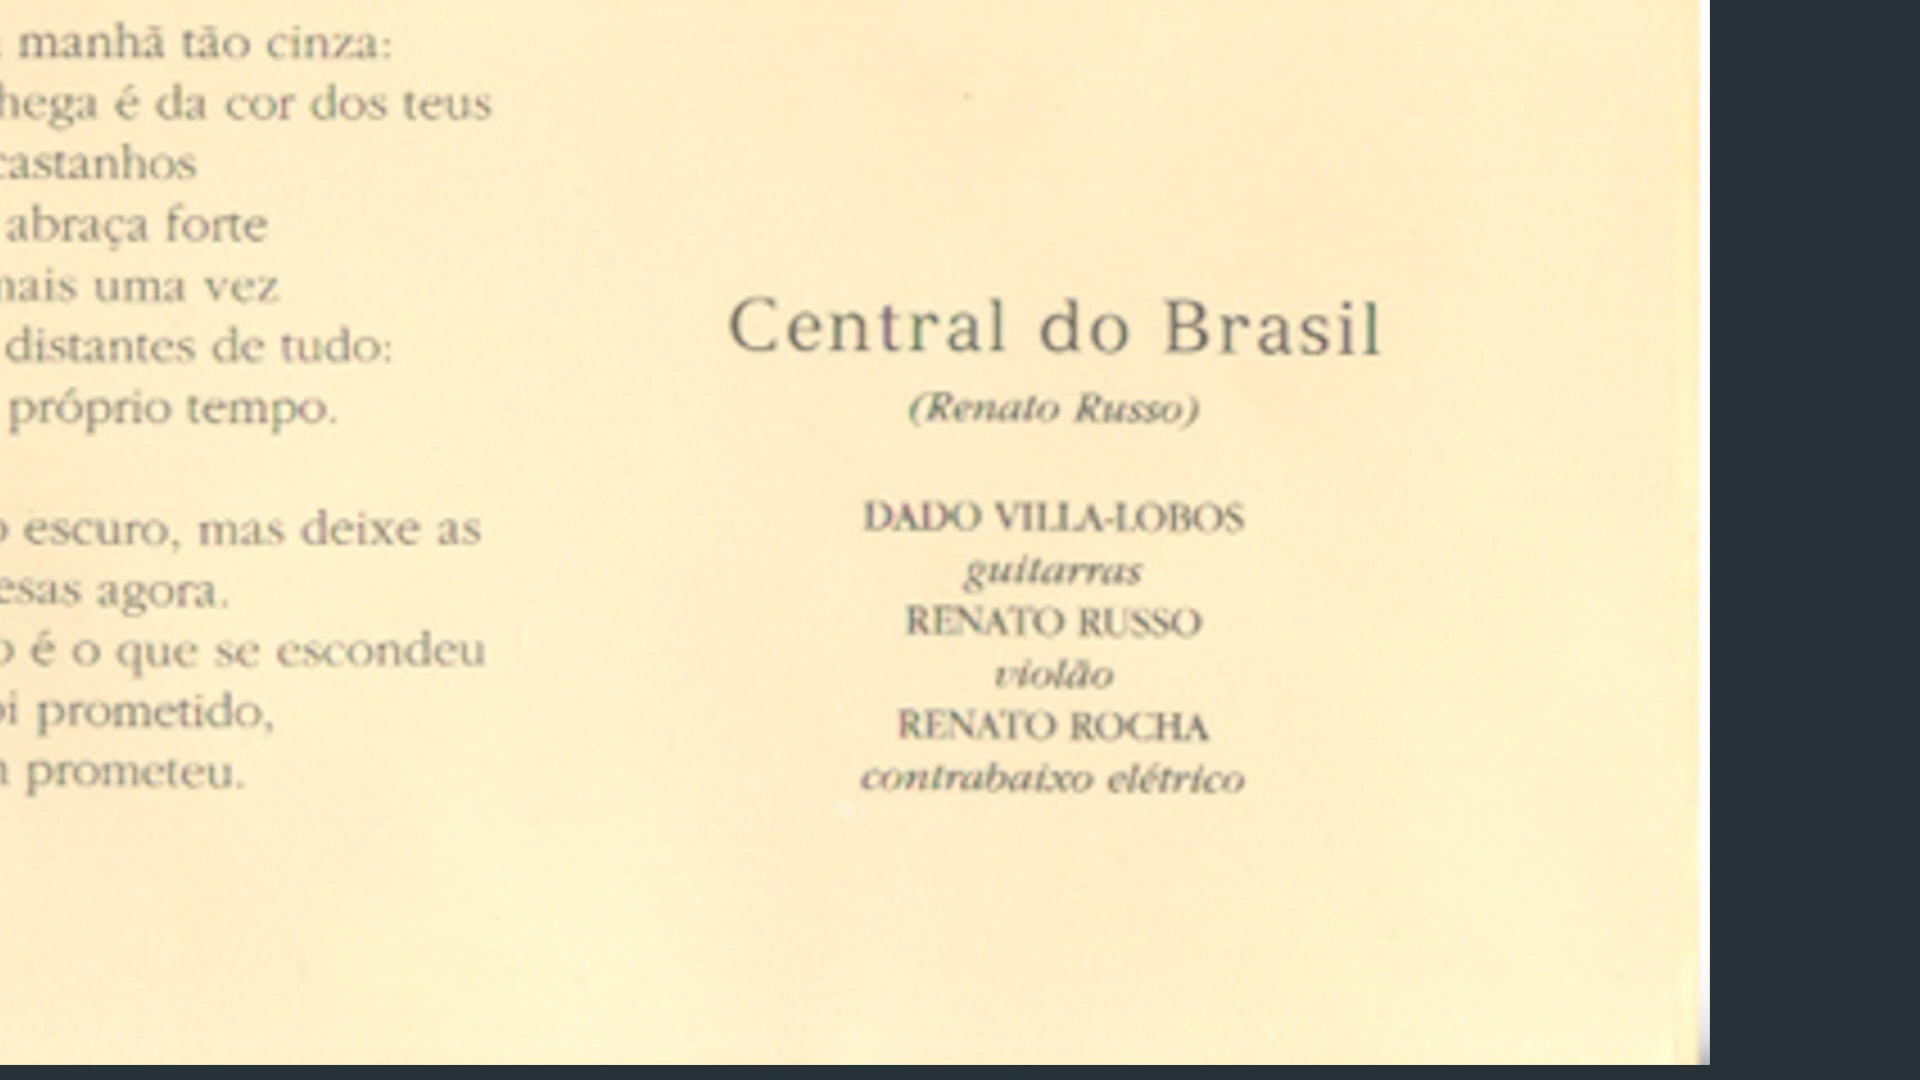 manhã tão cinza:
hega é da cor dos teus
castanhos
abraça forte
mais uma vez
distantes de tudo:
próprio tempo.
o escuro, mas deixe as
esas agora.
o é o que se escondeu
oi prometido,
prometeu.
Central do Brasil
(Renato Russo)
DADO VILLA-LOBOS
guitarras
RENATO RUSSO
violão
RENATO ROCHA
contrabaixo elétrico